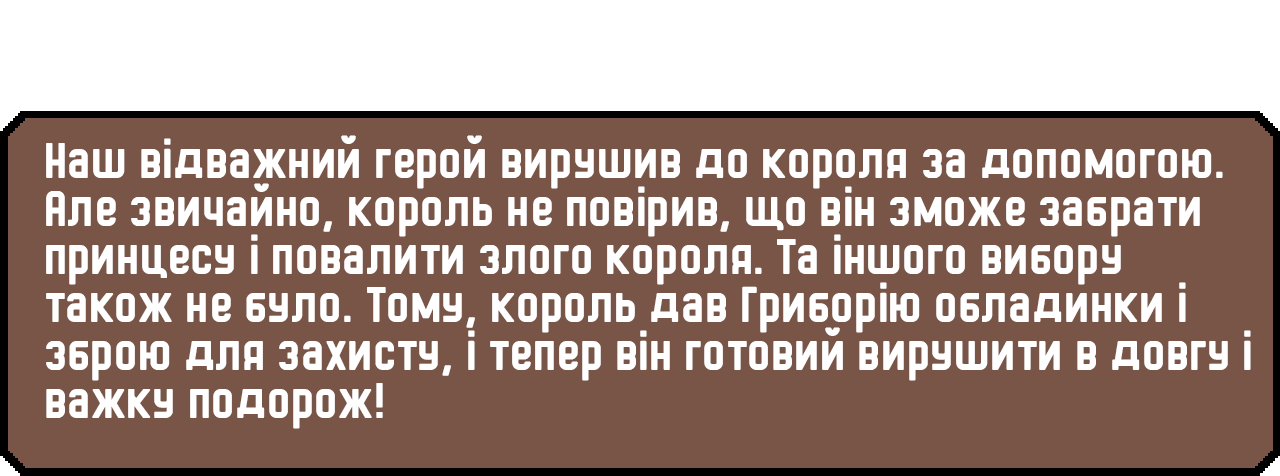 Наш відважний герой вирушив до короля за допомогою.
Але звичайно, король не повірив, що він зможе забрати
принцесу і повалити злого короля. Та іншого вибору
також не було. Тому, король дав Гриборію обладинки і
зброю для захисту, і тепер він готовий вирушити в довгу і
важку подорож!